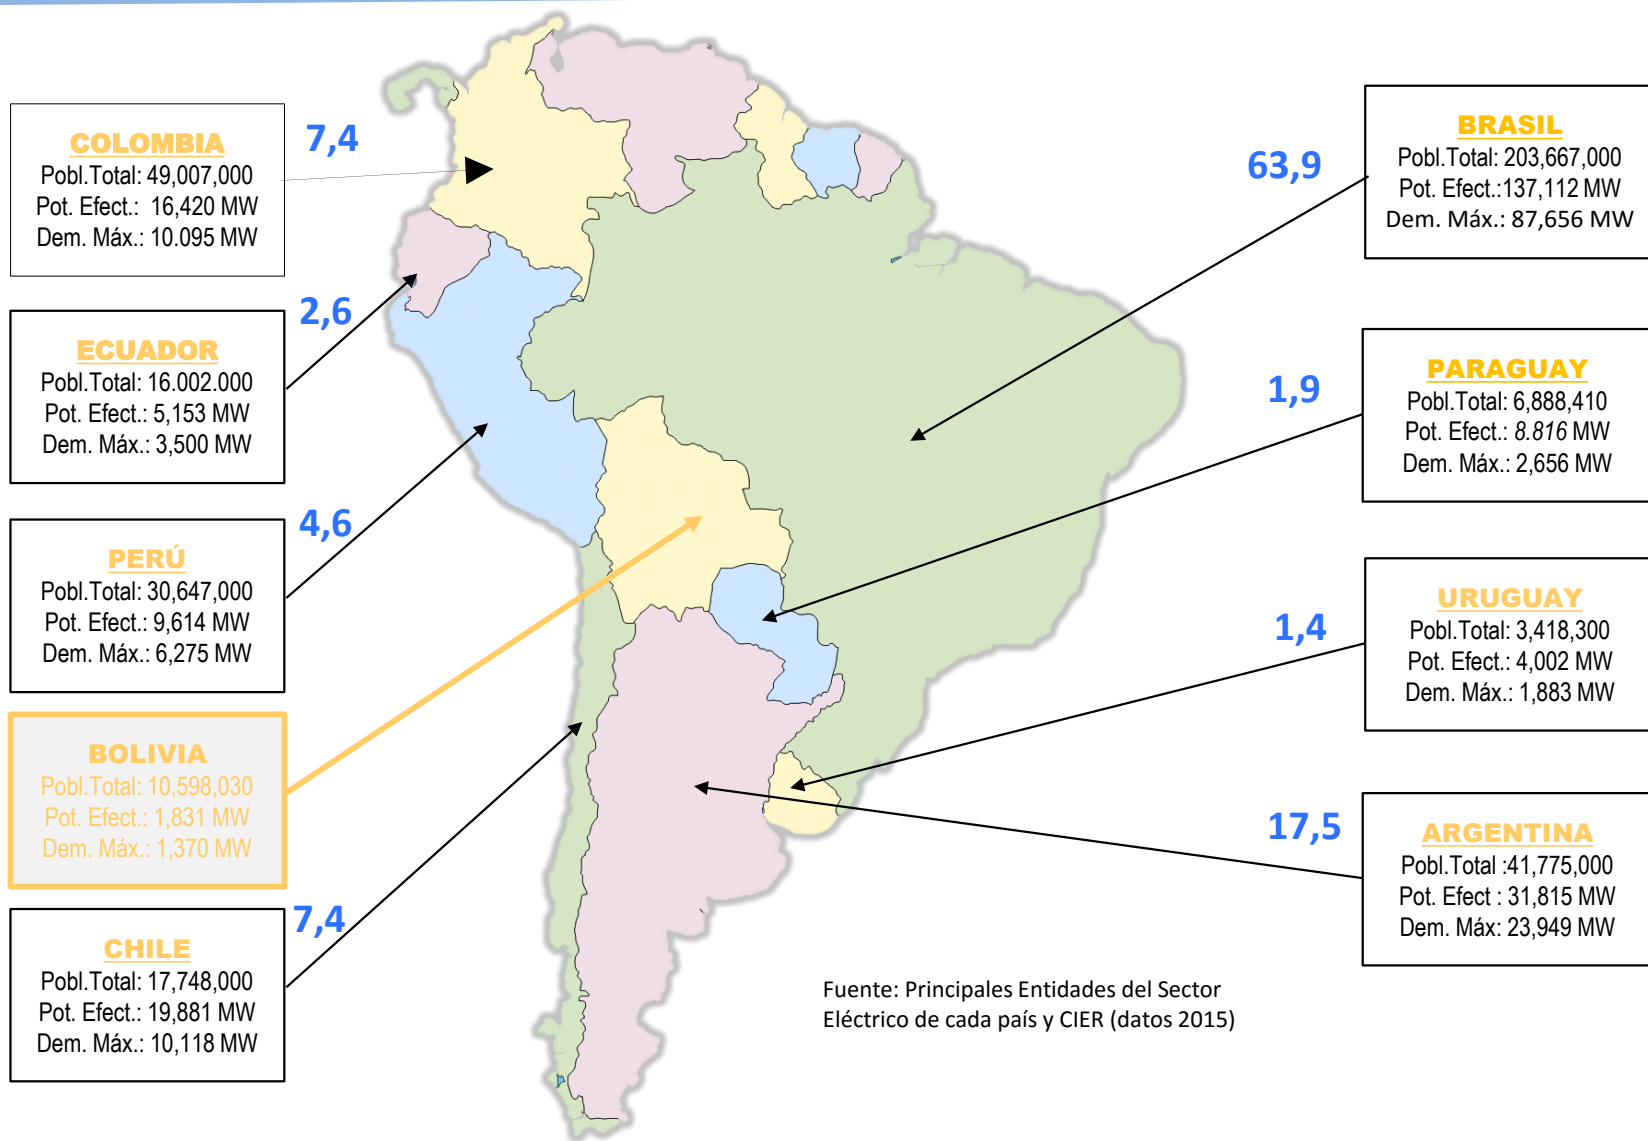 COLOMBIA
Pobl.Total: 49,007,000
Pot. Efect.: 16,420 MW
Dem. Máx.: 10.095 MW
7,4
ECUADOR
Pobl.Total: 16.002.000
Pot. Efect.: 5,153 MW
Dem. Máx.: 3,500 MW
2,6
PERÚ
Pobl.Total: 30,647,000
Pot. Efect.: 9,614 MW
Dem. Máx.: 6,275 MW
4,6
BOLIVIA
Pobl.Total: 10,598,030
Pot. Efect.: 1,831 MW
Dem. Máx.: 1,370 MW
CHILE
Pobl.Total: 17,748,000
Pot. Efect.: 19,881 MW
Dem. Máx.: 10,118 MW
7,4
BRASIL
Pobl.Total: 203,667,000
Pot. Efect.:137,112 MW
Dem. Máx.: 87,656 MW
63,9
PARAGUAY
Pobl.Total: 6,888,410
Pot. Efect.: 8.816 MW
Dem. Máx.: 2,656 MW
1,9
URUGUAY
Pobl.Total: 3,418,300
Pot. Efect.: 4,002 MW
Dem. Máx.: 1,883 MW
1,4
ARGENTINA
Pobl.Total :41,775,000
Pot. Efect : 31,815 MW
Dem. Máx: 23,949 MW
17,5
Fuente: Principales Entidades del Sector
Eléctrico de cada país y CIER (datos 2015)